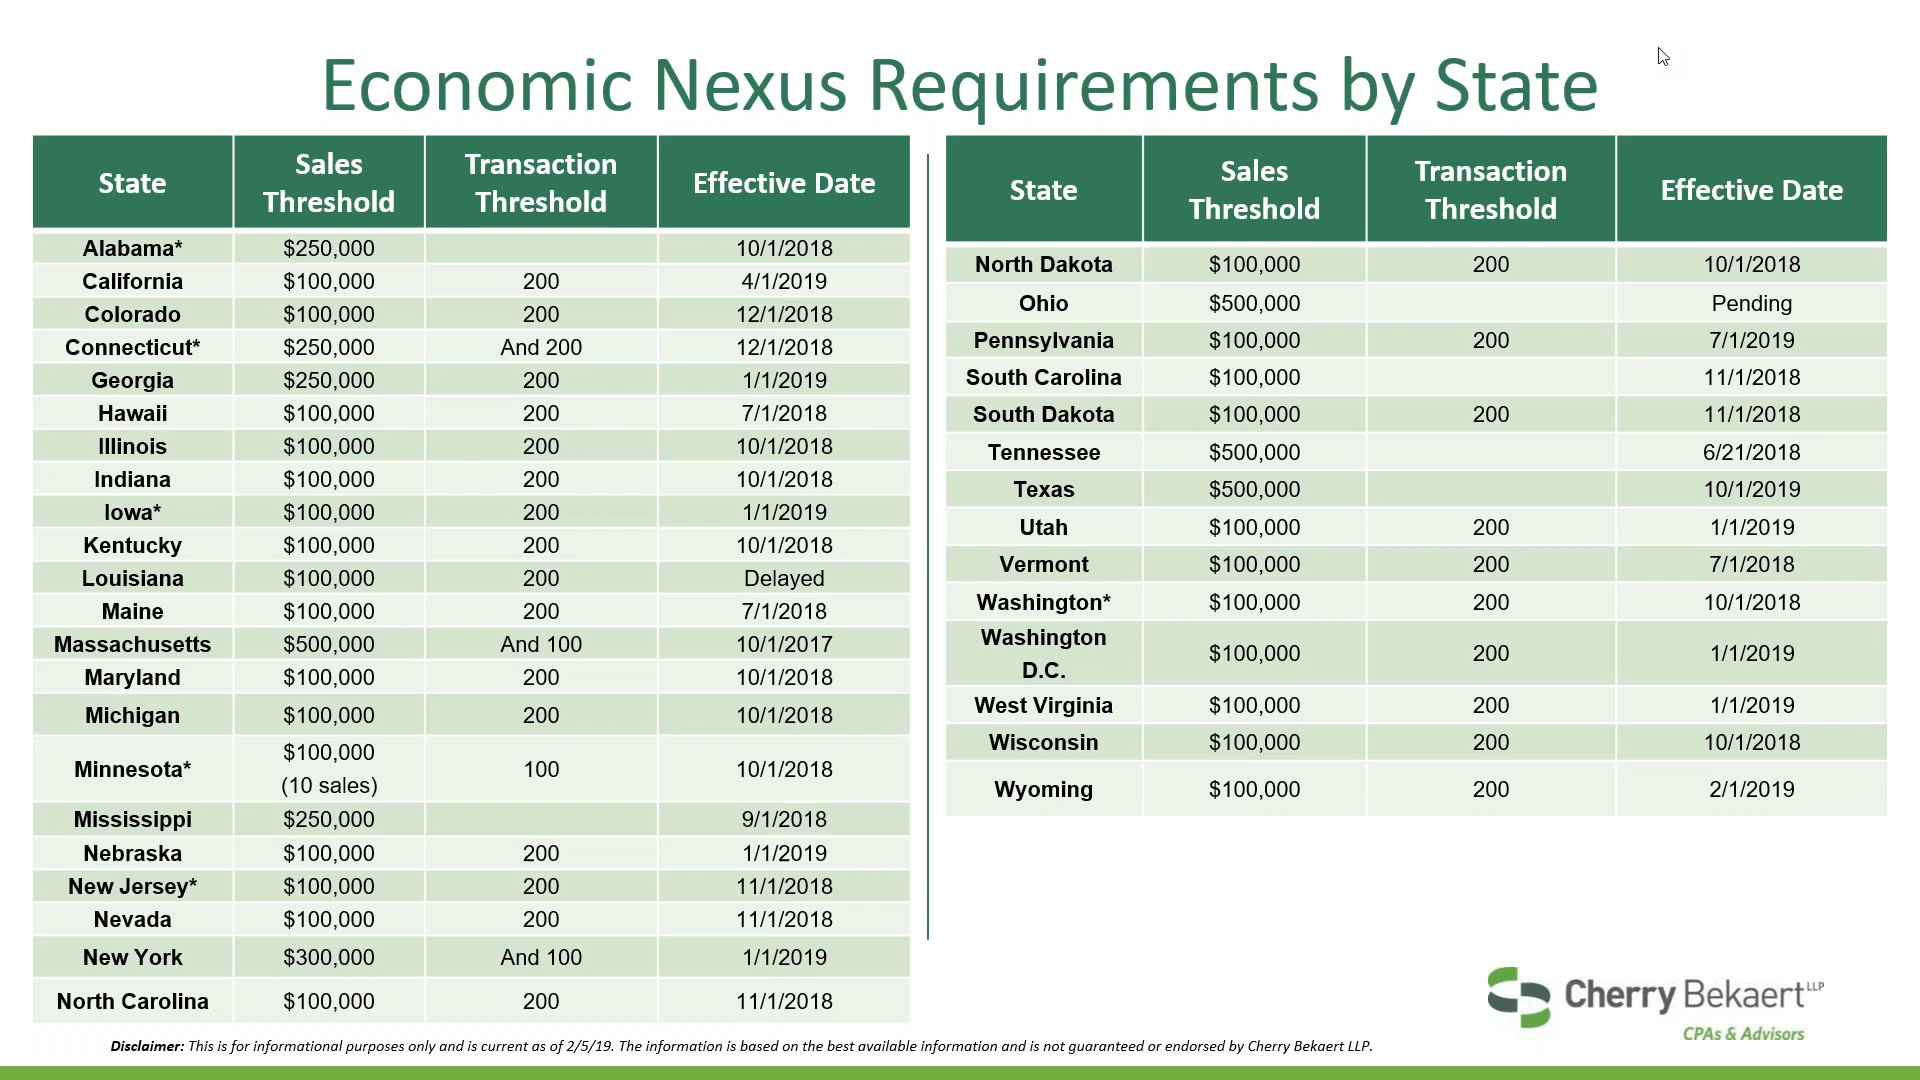 Economic Nexus Requirements by State
State Sales Threshold Transaction Threshold Effective Date
Alabama* $250,000 10/1/2018
California $100,000 200 4/1/2019
Colorado $100,000 200 12/1/2018
Connecticut* $250,000 And 200 12/1/2018
Georgia $250,000 200 1/1/2019
Hawaii $100,000 200 7/1/2018
Illinois $100,000 200 10/1/2018
Indiana $100,000 200 10/1/2018
Iowa* $100,000 200 1/1/2019
Kentucky $100,000 200 10/1/2018
Louisiana $100,000 200 Delayed
Maine $100,000 200 7/1/2018
Massachusetts $500,000 And 100 10/1/2017
Maryland $100,000 200 10/1/2018
Michigan $100,000 200 10/1/2018
Minnesota* $100,000 (10 sales) 100 10/1/2018
Mississippi $250,000 9/1/2018
Nebraska $100,000 200 1/1/2019
New Jersey* $100,000 200 11/1/2018
Nevada $100,000 200 11/1/2018
New York $300,000 And 100 1/1/2019
North Carolina $100,000 200 11/1/2018
State Sales Threshold Transaction Threshold Effective Date
North Dakota $100,000 200 10/1/2018
Ohio $500,000 Pending
Pennsylvania $100,000 200 7/1/2019
South Carolina $100,000 11/1/2018
South Dakota $100,000 200 11/1/2018
Tennessee $500,000 6/21/2018
Texas $500,000 10/1/2019
Utah $100,000 200 1/1/2019
Vermont $100,000 200 7/1/2018
Washington* $100,000 200 10/1/2018
Washington D.C. $100,000 200 1/1/2019
West Virginia $100,000 200 1/1/2019
Wisconsin $100,000 200 10/1/2018
Wyoming $100,000 200 2/1/2019
Cherry Bekaert LLP
CPAs & Advisors
Disclaimer: This is for informational purposes only and is current as of 2/5/19. The information is based on the best available information and is not guaranteed or endorsed by Cherry Bekaert LLP.